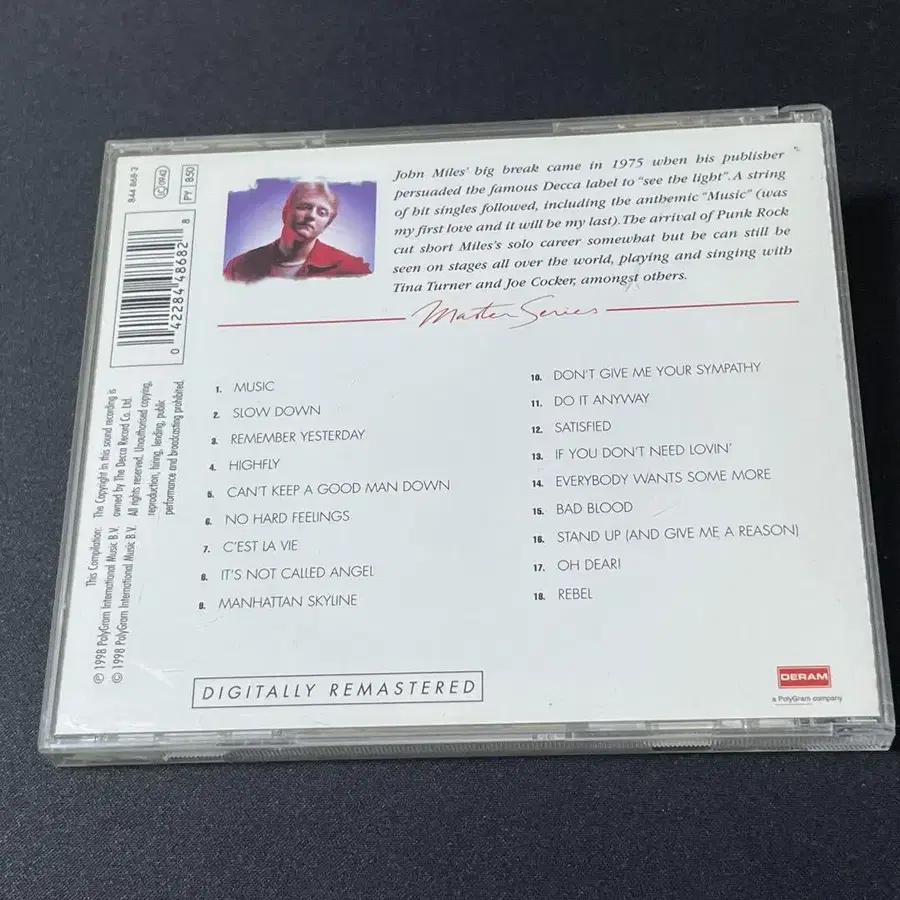 John Miles' big break came in 1975 when his publisher
persuaded the famous Decca label to "see the light". A string
of hit singles followed, including the anthemic "Music" (was
my first love and it will be my last). The arrival of Punk Rock
cut short Miles's solo career somewhat but he can still be
seen on stages all over the world, playing and singing with
Tina Turner and Joe Cocker, amongst others.
Master Series
1. MUSIC
2. SLOW DOWN
3. REMEMBER YESTERDAY
4. HIGHFLY
5. CAN'T KEEP A GOOD MAN DOWN
6. NO HARD FEELINGS
7. C'EST LA VIE
8. IT'S NOT CALLED ANGEL
9. MANHATTAN SKYLINE
10. DON'T GIVE ME YOUR SYMPATHY
11. DO IT ANYWAY
12. SATISFIED
13. IF YOU DON'T NEED LOVIN'
14. EVERYBODY WANTS SOME MORE
15. BAD BLOOD
16. STAND UP (AND GIVE ME A REASON)
17. OH DEAR!
18. REBEL
DIGITALLY REMASTERED
DERAM
a PolyGram company
844 868-2
LC 0942
PY 850
0 42284 48682 8
This Compilation: The Copyright in this sound recording is
℗ 1998 PolyGram International Music B.V. owned by The Decca Record Co. Ltd.
© 1998 PolyGram International Music B.V. All rights reserved. Unauthorised copying,
reproduction, hiring, lending, public
performance and broadcasting prohibited.